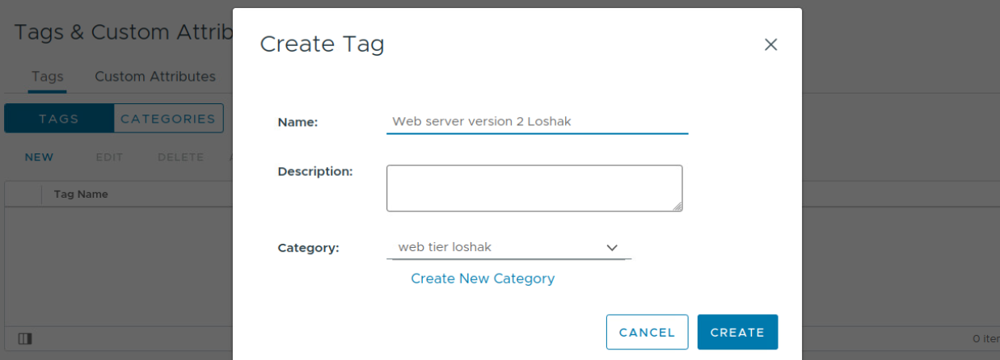 Tags & Custom Attrib
Create Tag
Tags Custom Attributes
TAGS CATEGORIES
Name: Web server version 2 Loshak
NEW EDIT DELETE
Description:
Tag Name
Category: web tier loshak
Create New Category
CANCEL CREATE
0 iter